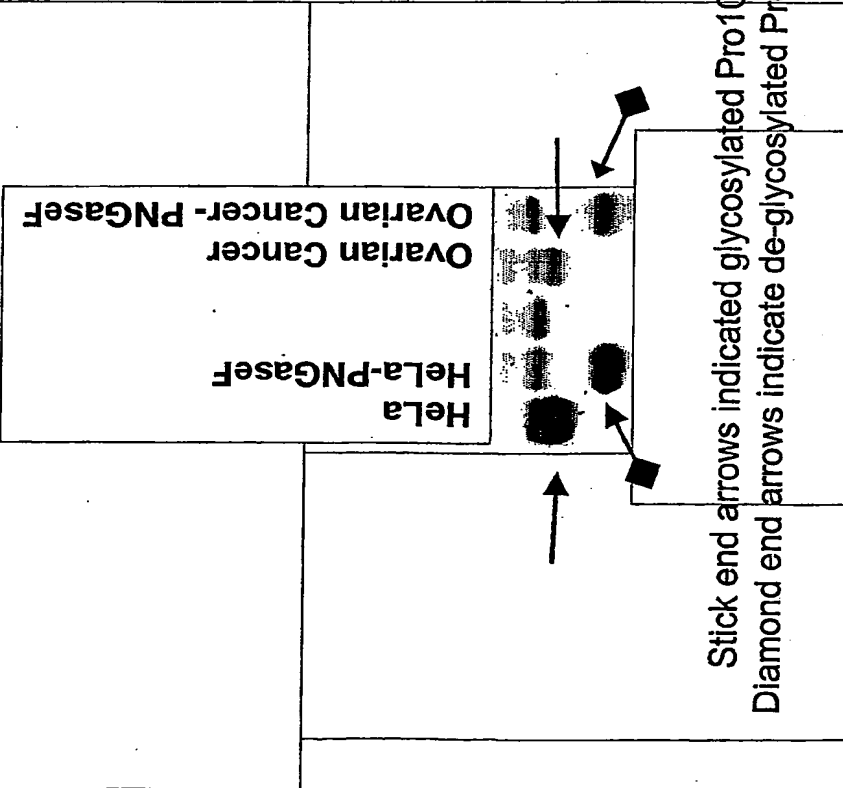 Ovarian Cancer- PNGaseF
Ovarian Cancer
HeLa-PNGaseF
HeLa
Stick end arrows indicated glycosylated
Diamond end arrows indicate de-glycosylated